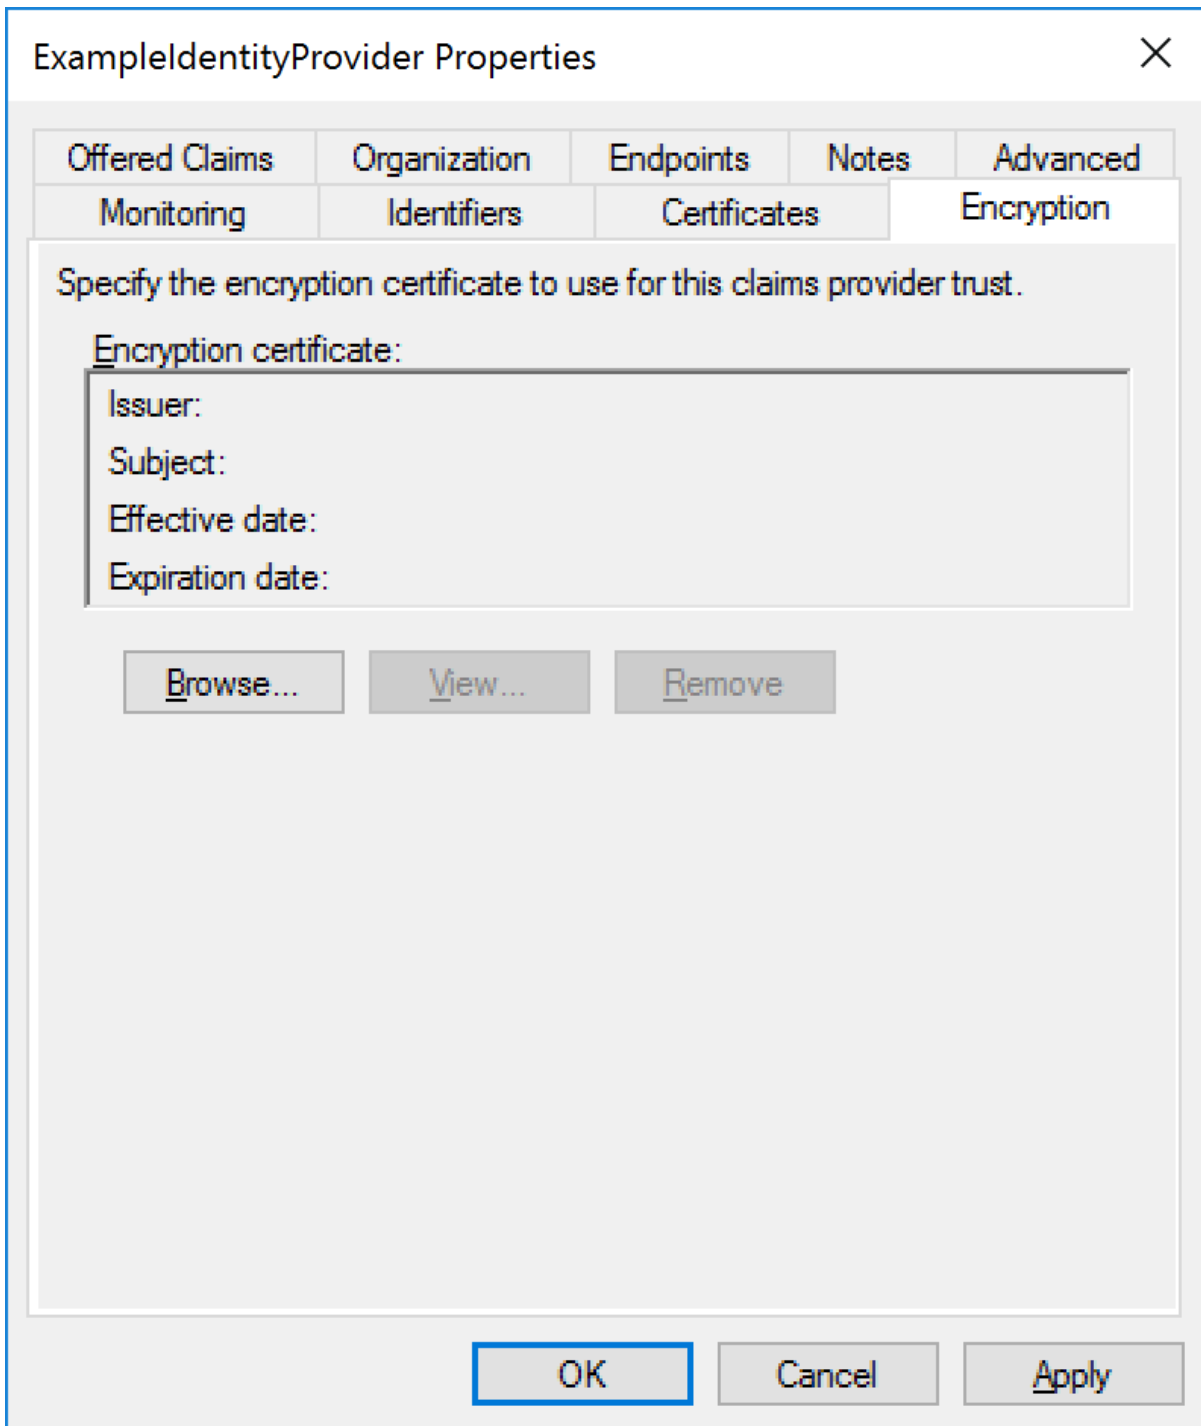 ExampleIdentityProvider Properties
Offered Claims Organization Endpoints Notes Advanced
Monitoring Identifiers Certificates Encryption
Specify the encryption certificate to use for this claims provider trust.
Encryption certificate:
Issuer:
Subject:
Effective date:
Expiration date:
Browse... View... Remove
OK Cancel Apply